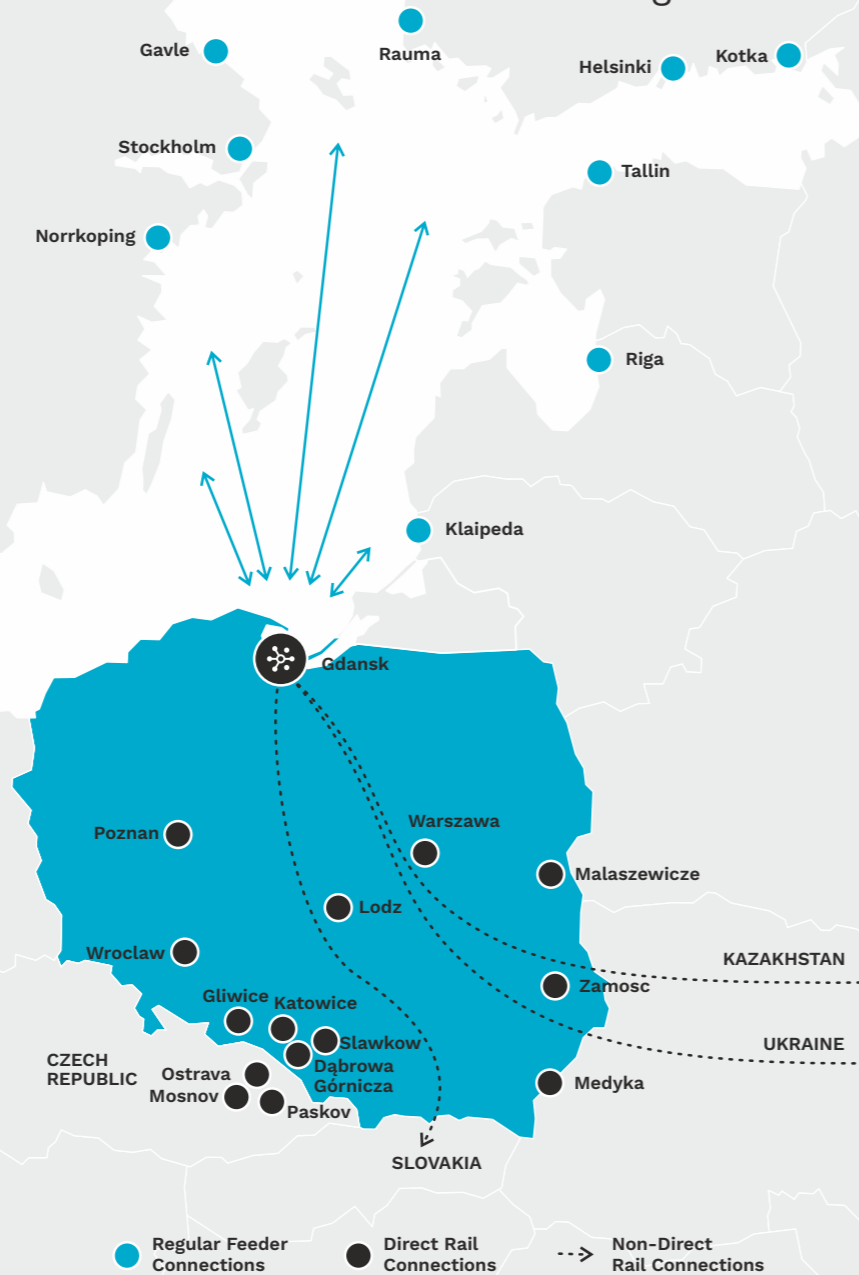 Gavle
Rauma
Helsinki
Kotka
Stockholm
Tallin
Norrkoping
Riga
Klaipeda
Gdansk
Warszawa
Poznan
Malaszewicze
Lodz
Wroclaw
KAZAKHSTAN
Zamosc
Gliwice
Katowice
Slawkow
UKRAINE
CZECH
REPUBLIC
Ostrava
Dąbrowa
Górnicza
Mosnov
Paskov
Medyka
SLOVAKIA
Regular Feeder
Connections
Direct Rail
Connections
Non-Direct
Rail Connections